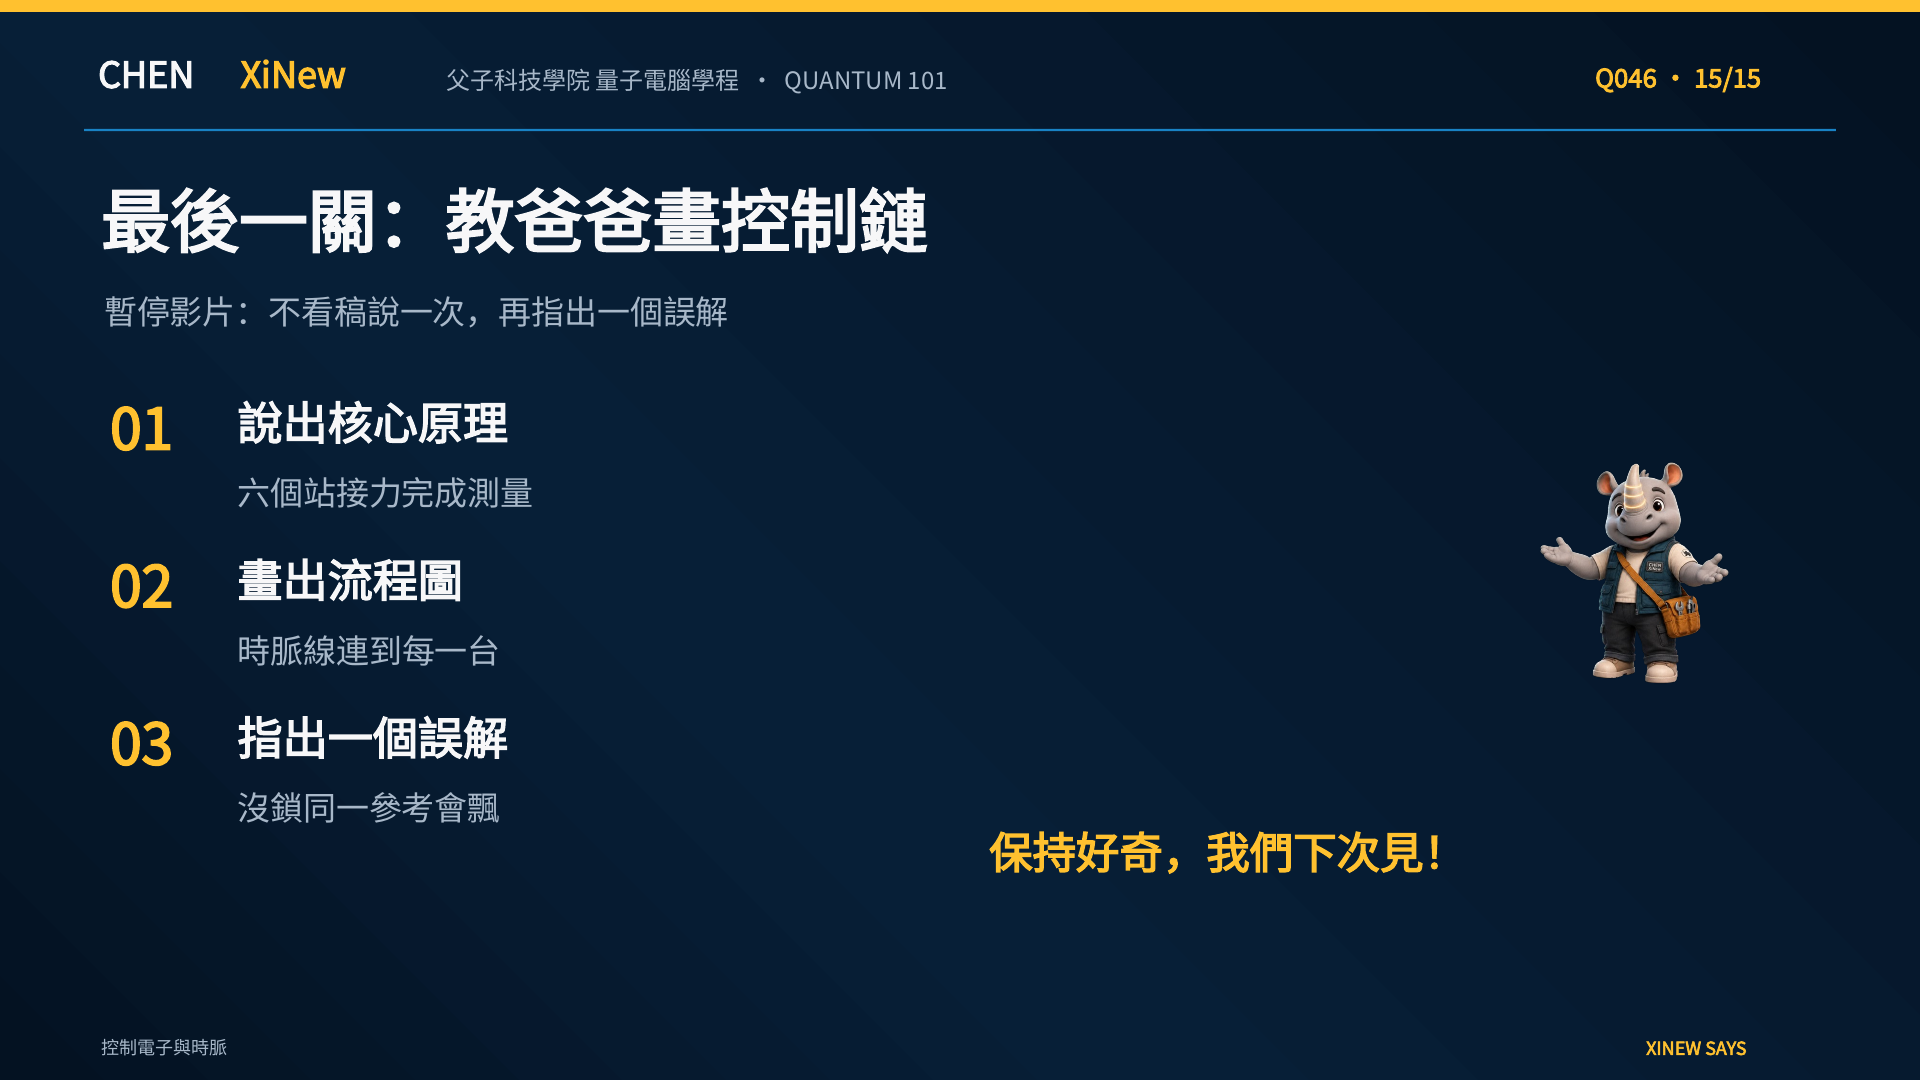 CHEN XiNew 父子科技學院 量子電腦學程 · QUANTUM 101
Q046 · 15/15
最後一關：教爸爸畫控制鏈
暫停影片：不看稿說一次，再指出一個誤解
01 說出核心原理
六個站接力完成測量
02 畫出流程圖
時脈線連到每一台
03 指出一個誤解
沒鎖同一參考會飄
保持好奇，我們下次見！
控制電子與時脈
XINEW SAYS